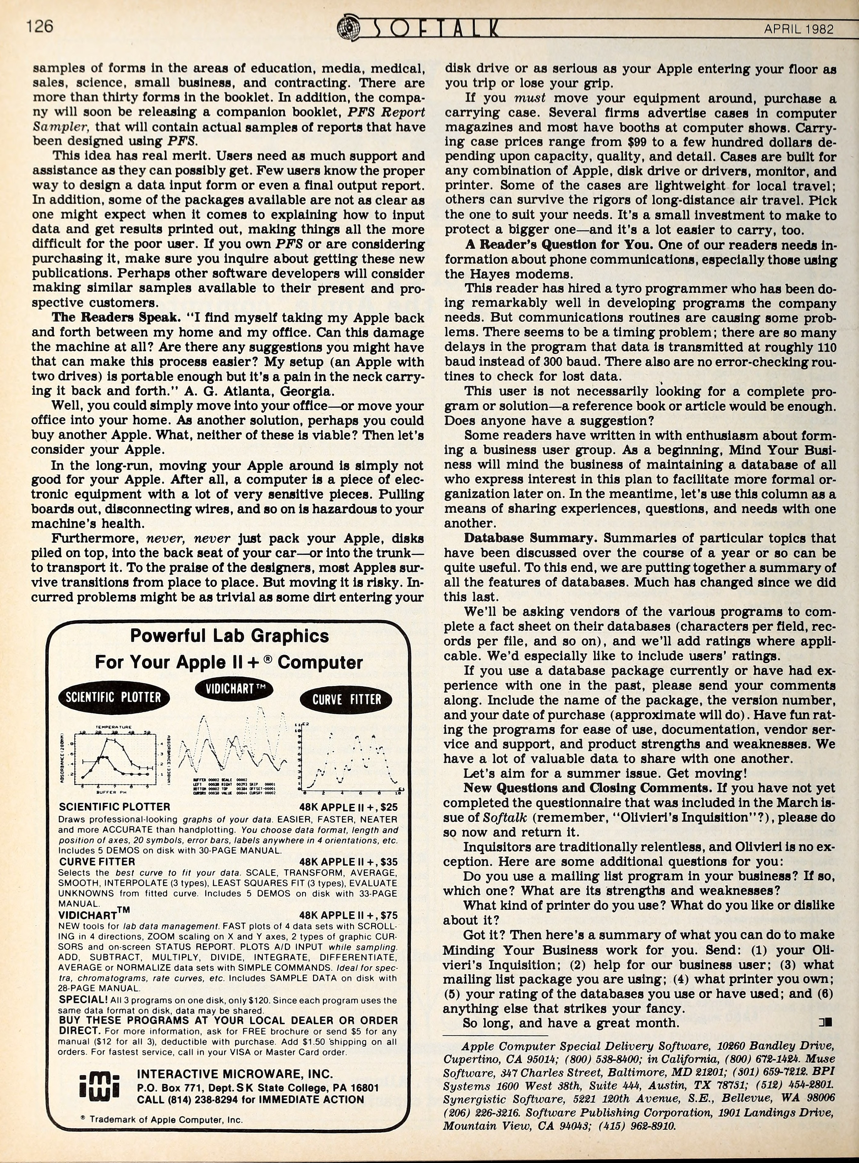 126
SOFTALK
APRIL 1982
samples of forms in the areas of education, media, medical,
sales, science, small business, and contracting. There are
more than thirty forms in the booklet. In addition, the compa-
ny will soon be releasing a companion booklet, PFS Report
Sampler, that will contain actual samples of reports that have
been designed using PFS.
This idea has real merit. Users need as much support and
assistance as they can possibly get. Few users know the proper
way to design a data input form or even a final output report.
In addition, some of the packages available are not as clear as
one might expect when it comes to explaining how to input
data and get results printed out, making things all the more
difficult for the poor user. If you own PFS or are considering
purchasing it, make sure you inquire about getting these new
publications. Perhaps other software developers will consider
making similar samples available to their present and pro-
spective customers.
The Readers Speak. "I find myself taking my Apple back
and forth between my home and my office. Can this damage
the machine at all? Are there any suggestions you might have
that can make this process easier? My setup (an Apple with
two drives) is portable enough but it's a pain in the neck carry-
ing it back and forth." A. G. Atlanta, Georgia.
Well, you could simply move into your office—or move your
office into your home. As another solution, perhaps you could
buy another Apple. What, neither of these is viable? Then let's
consider your Apple.
In the long-run, moving your Apple around is simply not
good for your Apple. After all, a computer is a piece of elec-
tronic equipment with a lot of very sensitive pieces. Pulling
boards out, disconnecting wires, and so on is hazardous to your
machine's health.
Furthermore, never, never just pack your Apple, disks
piled on top, into the back seat of your car—or into the trunk—
to transport it. To the praise of the designers, most Apples sur-
vive transitions from place to place. But moving it is risky. In-
curred problems might be as trivial as some dirt entering your
Powerful Lab Graphics
For Your Apple II + ® Computer
SCIENTIFIC PLOTTER
VIDICHART™
CURVE FITTER
TEMPERATURE
BUFFER PH
SCIENTIFIC PLOTTER 48K APPLE II +, $25
Draws professional-looking graphs of your data. EASIER, FASTER, NEATER
and more ACCURATE than handplotting. You choose data format, length and
position of axes, 20 symbols, error bars, labels anywhere in 4 orientations, etc.
Includes 5 DEMOS on disk with 30-PAGE MANUAL.
CURVE FITTER 48K APPLE II +, $35
Selects the best curve to fit your data. SCALE, TRANSFORM, AVERAGE,
SMOOTH, INTERPOLATE (3 types), LEAST SQUARES FIT (3 types), EVALUATE
UNKNOWNS from fitted curve. Includes 5 DEMOS on disk with 33-PAGE
MANUAL.
VIDICHART™ 48K APPLE II +, $75
NEW tools for lab data management. FAST plots of 4 data sets with SCROLL-
ING in 4 directions, ZOOM scaling on X and Y axes, 2 types of graphic CUR-
SORS and on-screen STATUS REPORT. PLOTS A/D INPUT while sampling.
ADD, SUBTRACT, MULTIPLY, DIVIDE, INTEGRATE, DIFFERENTIATE,
AVERAGE or NORMALIZE data sets with SIMPLE COMMANDS. Ideal for spec-
tra, chromatograms, rate curves, etc. Includes SAMPLE DATA on disk with
28-PAGE MANUAL.
SPECIAL! All 3 programs on one disk, only $120. Since each program uses the
same data format on disk, data may be shared.
BUY THESE PROGRAMS AT YOUR LOCAL DEALER OR ORDER
DIRECT. For more information, ask for FREE brochure or send $5 for any
manual ($12 for all 3), deductible with purchase. Add $1.50 shipping on all
orders. For fastest service, call in your VISA or Master Card order.
INTERACTIVE MICROWARE, INC.
P.O. Box 771, Dept. SK State College, PA 16801
CALL (814) 238-8294 for IMMEDIATE ACTION
® Trademark of Apple Computer, Inc.
disk drive or as serious as your Apple entering your floor as
you trip or lose your grip.
If you must move your equipment around, purchase a
carrying case. Several firms advertise cases in computer
magazines and most have booths at computer shows. Carry-
ing case prices range from $99 to a few hundred dollars de-
pending upon capacity, quality, and detail. Cases are built for
any combination of Apple, disk drive or drivers, monitor, and
printer. Some of the cases are lightweight for local travel;
others can survive the rigors of long-distance air travel. Pick
the one to suit your needs. It's a small investment to make to
protect a bigger one—and it's a lot easier to carry, too.
A Reader's Question for You. One of our readers needs in-
formation about phone communications, especially those using
the Hayes modems.
This reader has hired a tyro programmer who has been do-
ing remarkably well in developing programs the company
needs. But communications routines are causing some prob-
lems. There seems to be a timing problem; there are so many
delays in the program that data is transmitted at roughly 110
baud instead of 300 baud. There also are no error-checking rou-
tines to check for lost data.
This user is not necessarily looking for a complete pro-
gram or solution—a reference book or article would be enough.
Does anyone have a suggestion?
Some readers have written in with enthusiasm about form-
ing a business user group. As a beginning, Mind Your Busi-
ness will mind the business of maintaining a database of all
who express interest in this plan to facilitate more formal or-
ganization later on. In the meantime, let's use this column as a
means of sharing experiences, questions, and needs with one
another.
Database Summary. Summaries of particular topics that
have been discussed over the course of a year or so can be
quite useful. To this end, we are putting together a summary of
all the features of databases. Much has changed since we did
this last.
We'll be asking vendors of the various programs to com-
plete a fact sheet on their databases (characters per field, rec-
ords per file, and so on), and we'll add ratings where appli-
cable. We'd especially like to include users' ratings.
If you use a database package currently or have had ex-
perience with one in the past, please send your comments
along. Include the name of the package, the version number,
and your date of purchase (approximate will do). Have fun rat-
ing the programs for ease of use, documentation, vendor ser-
vice and support, and product strengths and weaknesses. We
have a lot of valuable data to share with one another.
Let's aim for a summer issue. Get moving!
New Questions and Closing Comments. If you have not yet
completed the questionnaire that was included in the March is-
sue of Softalk (remember, "Olivieri's Inquisition"?), please do
so now and return it.
Inquisitors are traditionally relentless, and Olivieri is no ex-
ception. Here are some additional questions for you:
Do you use a mailing list program in your business? If so,
which one? What are its strengths and weaknesses?
What kind of printer do you use? What do you like or dislike
about it?
Got it? Then here's a summary of what you can do to make
Minding Your Business work for you. Send: (1) your Oli-
vieri's Inquisition; (2) help for our business user; (3) what
mailing list package you are using; (4) what printer you own;
(5) your rating of the databases you use or have used; and (6)
anything else that strikes your fancy.
So long, and have a great month.
Apple Computer Special Delivery Software, 10260 Bandley Drive,
Cupertino, CA 95014; (800) 538-8400; in California, (800) 672-1424. Muse
Software, 347 Charles Street, Baltimore, MD 21201; (301) 659-7212. BPI
Systems 1600 West 38th, Suite 444, Austin, TX 78731; (512) 454-2801.
Synergistic Software, 5221 120th Avenue, S.E., Bellevue, WA 98006
(206) 226-3216. Software Publishing Corporation, 1901 Landings Drive,
Mountain View, CA 94043; (415) 962-8910.